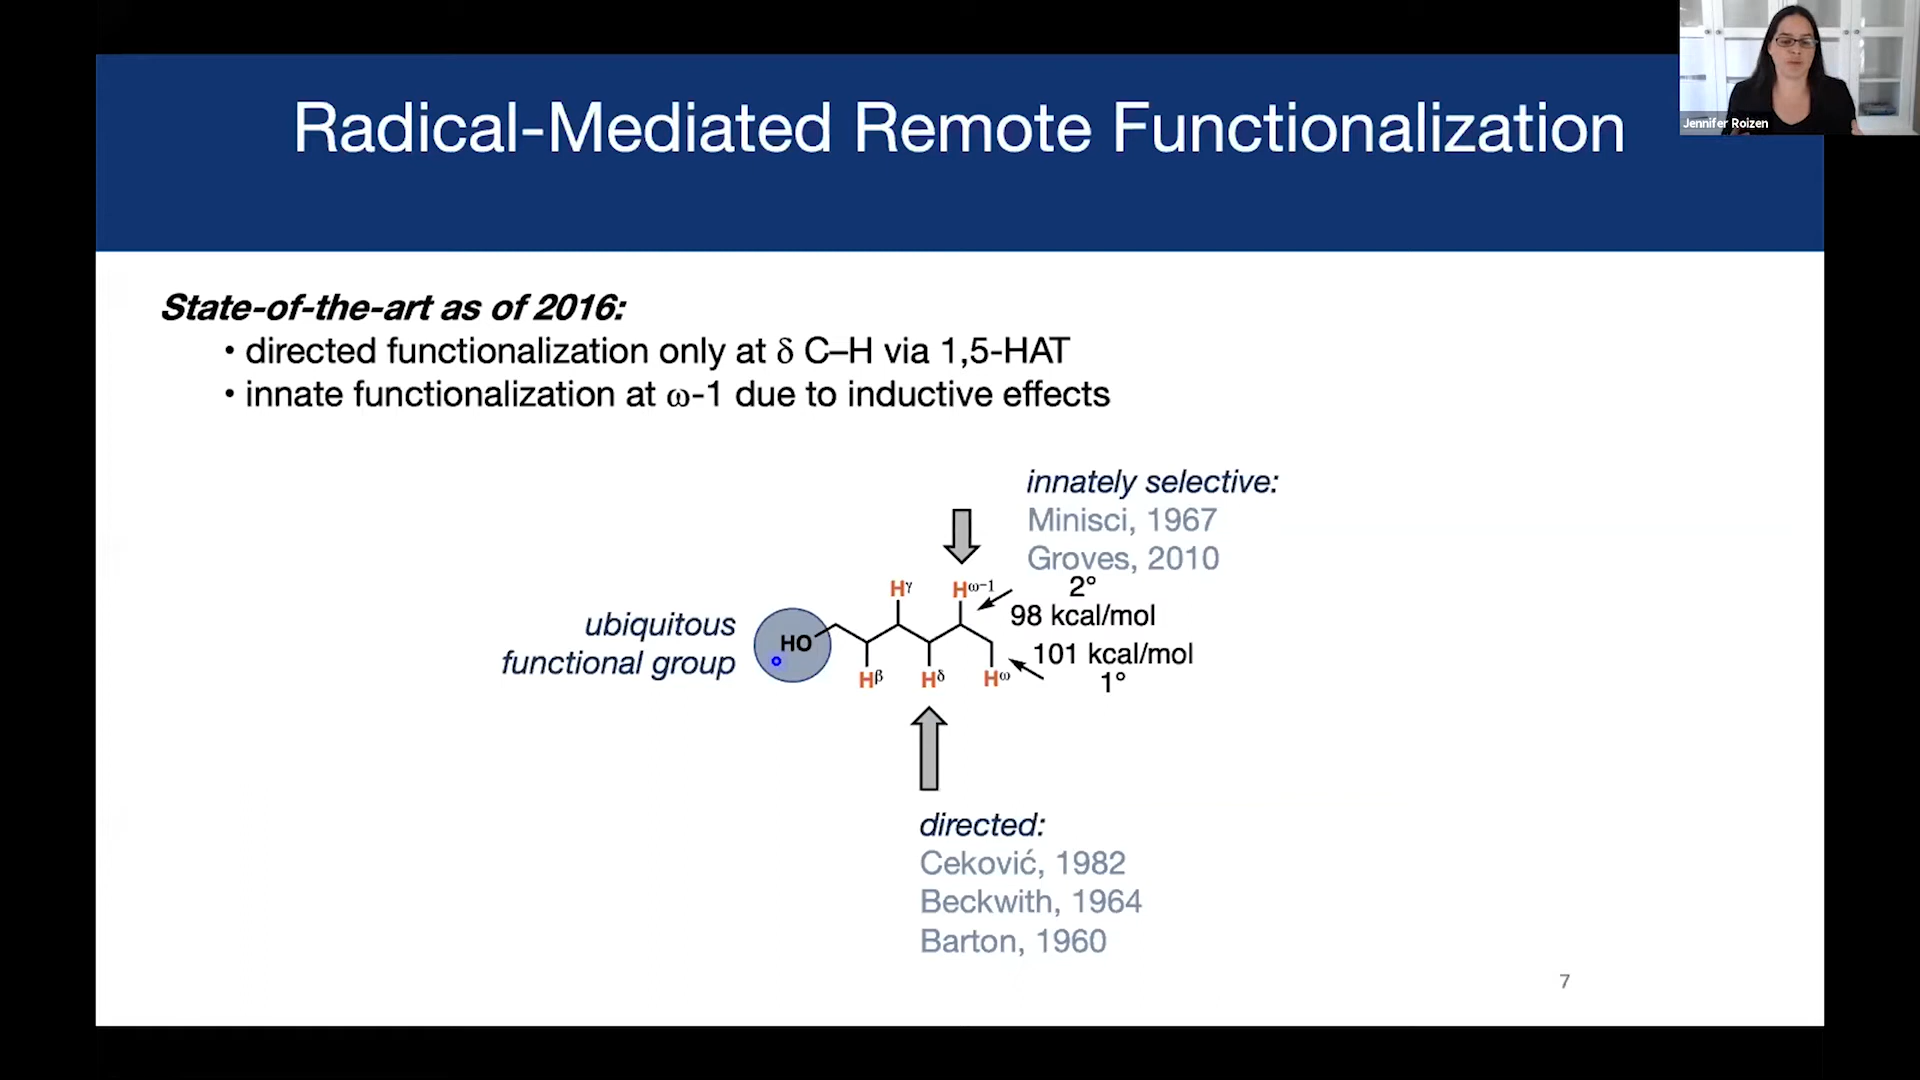 Radical-Mediated Remote Functionalization
Jennifer Roizen
State-of-the-art as of 2016:
• directed functionalization only at δ C–H via 1,5-HAT
• innate functionalization at ω-1 due to inductive effects
innately selective:
Minisci, 1967
Groves, 2010
Hγ
Hω−1
2°
98 kcal/mol
ubiquitous
functional group
HO
101 kcal/mol
1°
Hβ
Hδ
Hω
directed:
Ceković, 1982
Beckwith, 1964
Barton, 1960
7